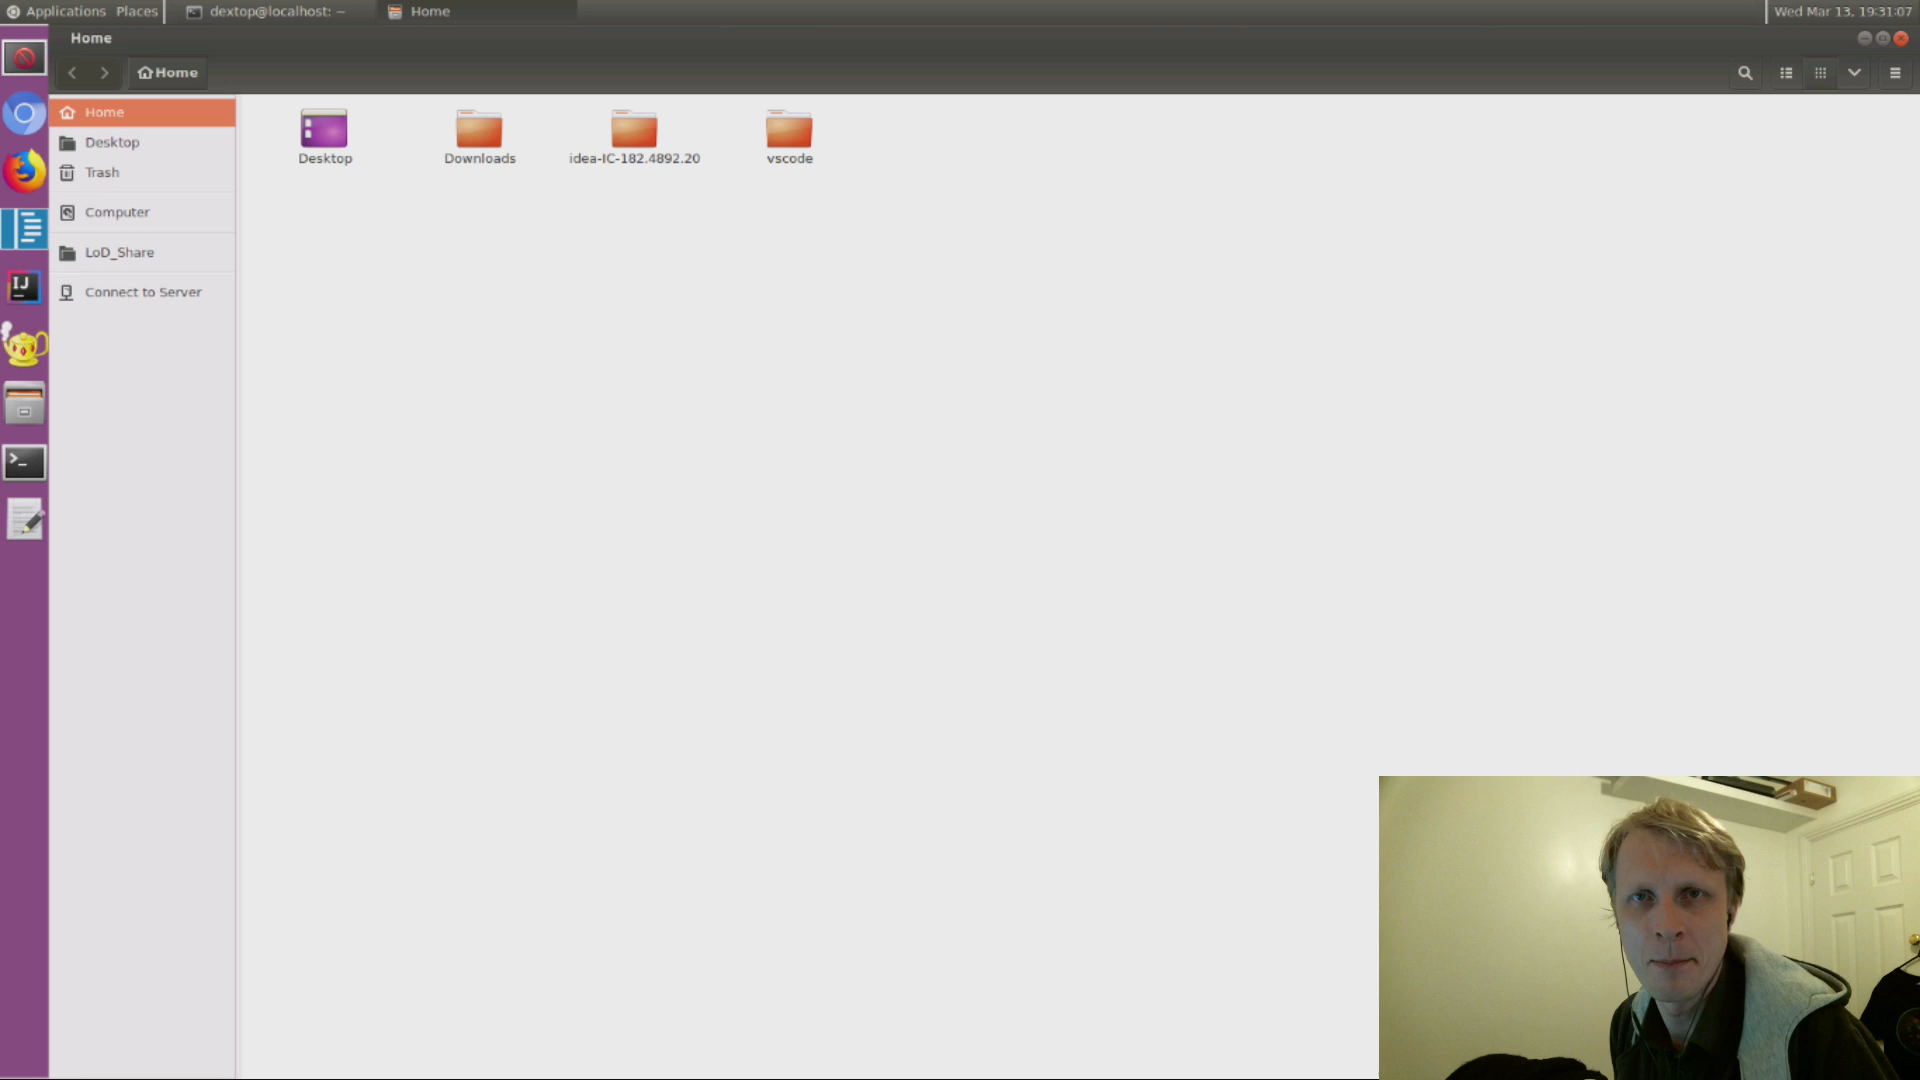 Applications Places dextop@localhost: ~ Home Wed Mar 13, 19:31:07
Home
Home
Home
Desktop
Trash
Computer
LoD_Share
Connect to Server
Desktop Downloads idea-IC-182.4892.20 vscode
IJ
>_